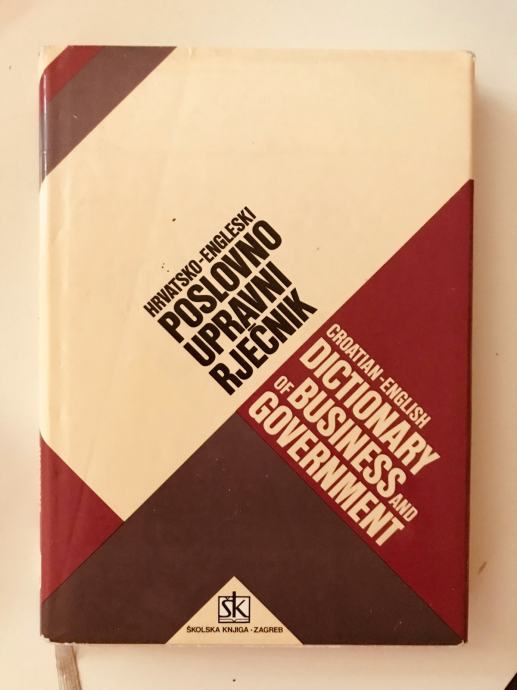 HRVATSKO-ENGLESKI
POSLOVNO
UPRAVNI
RJEČNIK
CROATIAN-ENGLISH
DICTIONARY
OF BUSINESS AND
GOVERNMENT
ŠK
ŠKOLSKA KNJIGA · ZAGREB